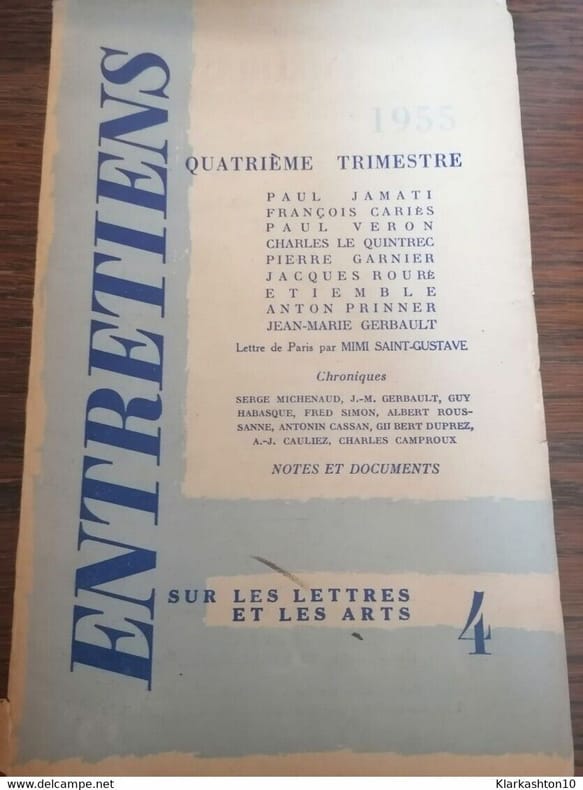 ENTRETIENS
1955
QUATRIÈME TRIMESTRE
PAUL JAMATI
FRANÇOIS CARIÈS
PAUL VERON
CHARLES LE QUINTREC
PIERRE GARNIER
JACQUES ROURÉ
ETIEMBLE
ANTON PRINNER
JEAN-MARIE GERBAULT
Lettre de Paris par MIMI SAINT-GUSTAVE
Chroniques
SERGE MICHENAUD, J.-M. GERBAULT, GUY
HABASQUE, FRED SIMON, ALBERT ROUS-
SANNE, ANTONIN CASSAN, GILBERT DUPREZ,
A.-J. CAULIEZ, CHARLES CAMPROUX
NOTES ET DOCUMENTS
SUR LES LETTRES
ET LES ARTS
4
www.delcampe.net
Klarkashton10